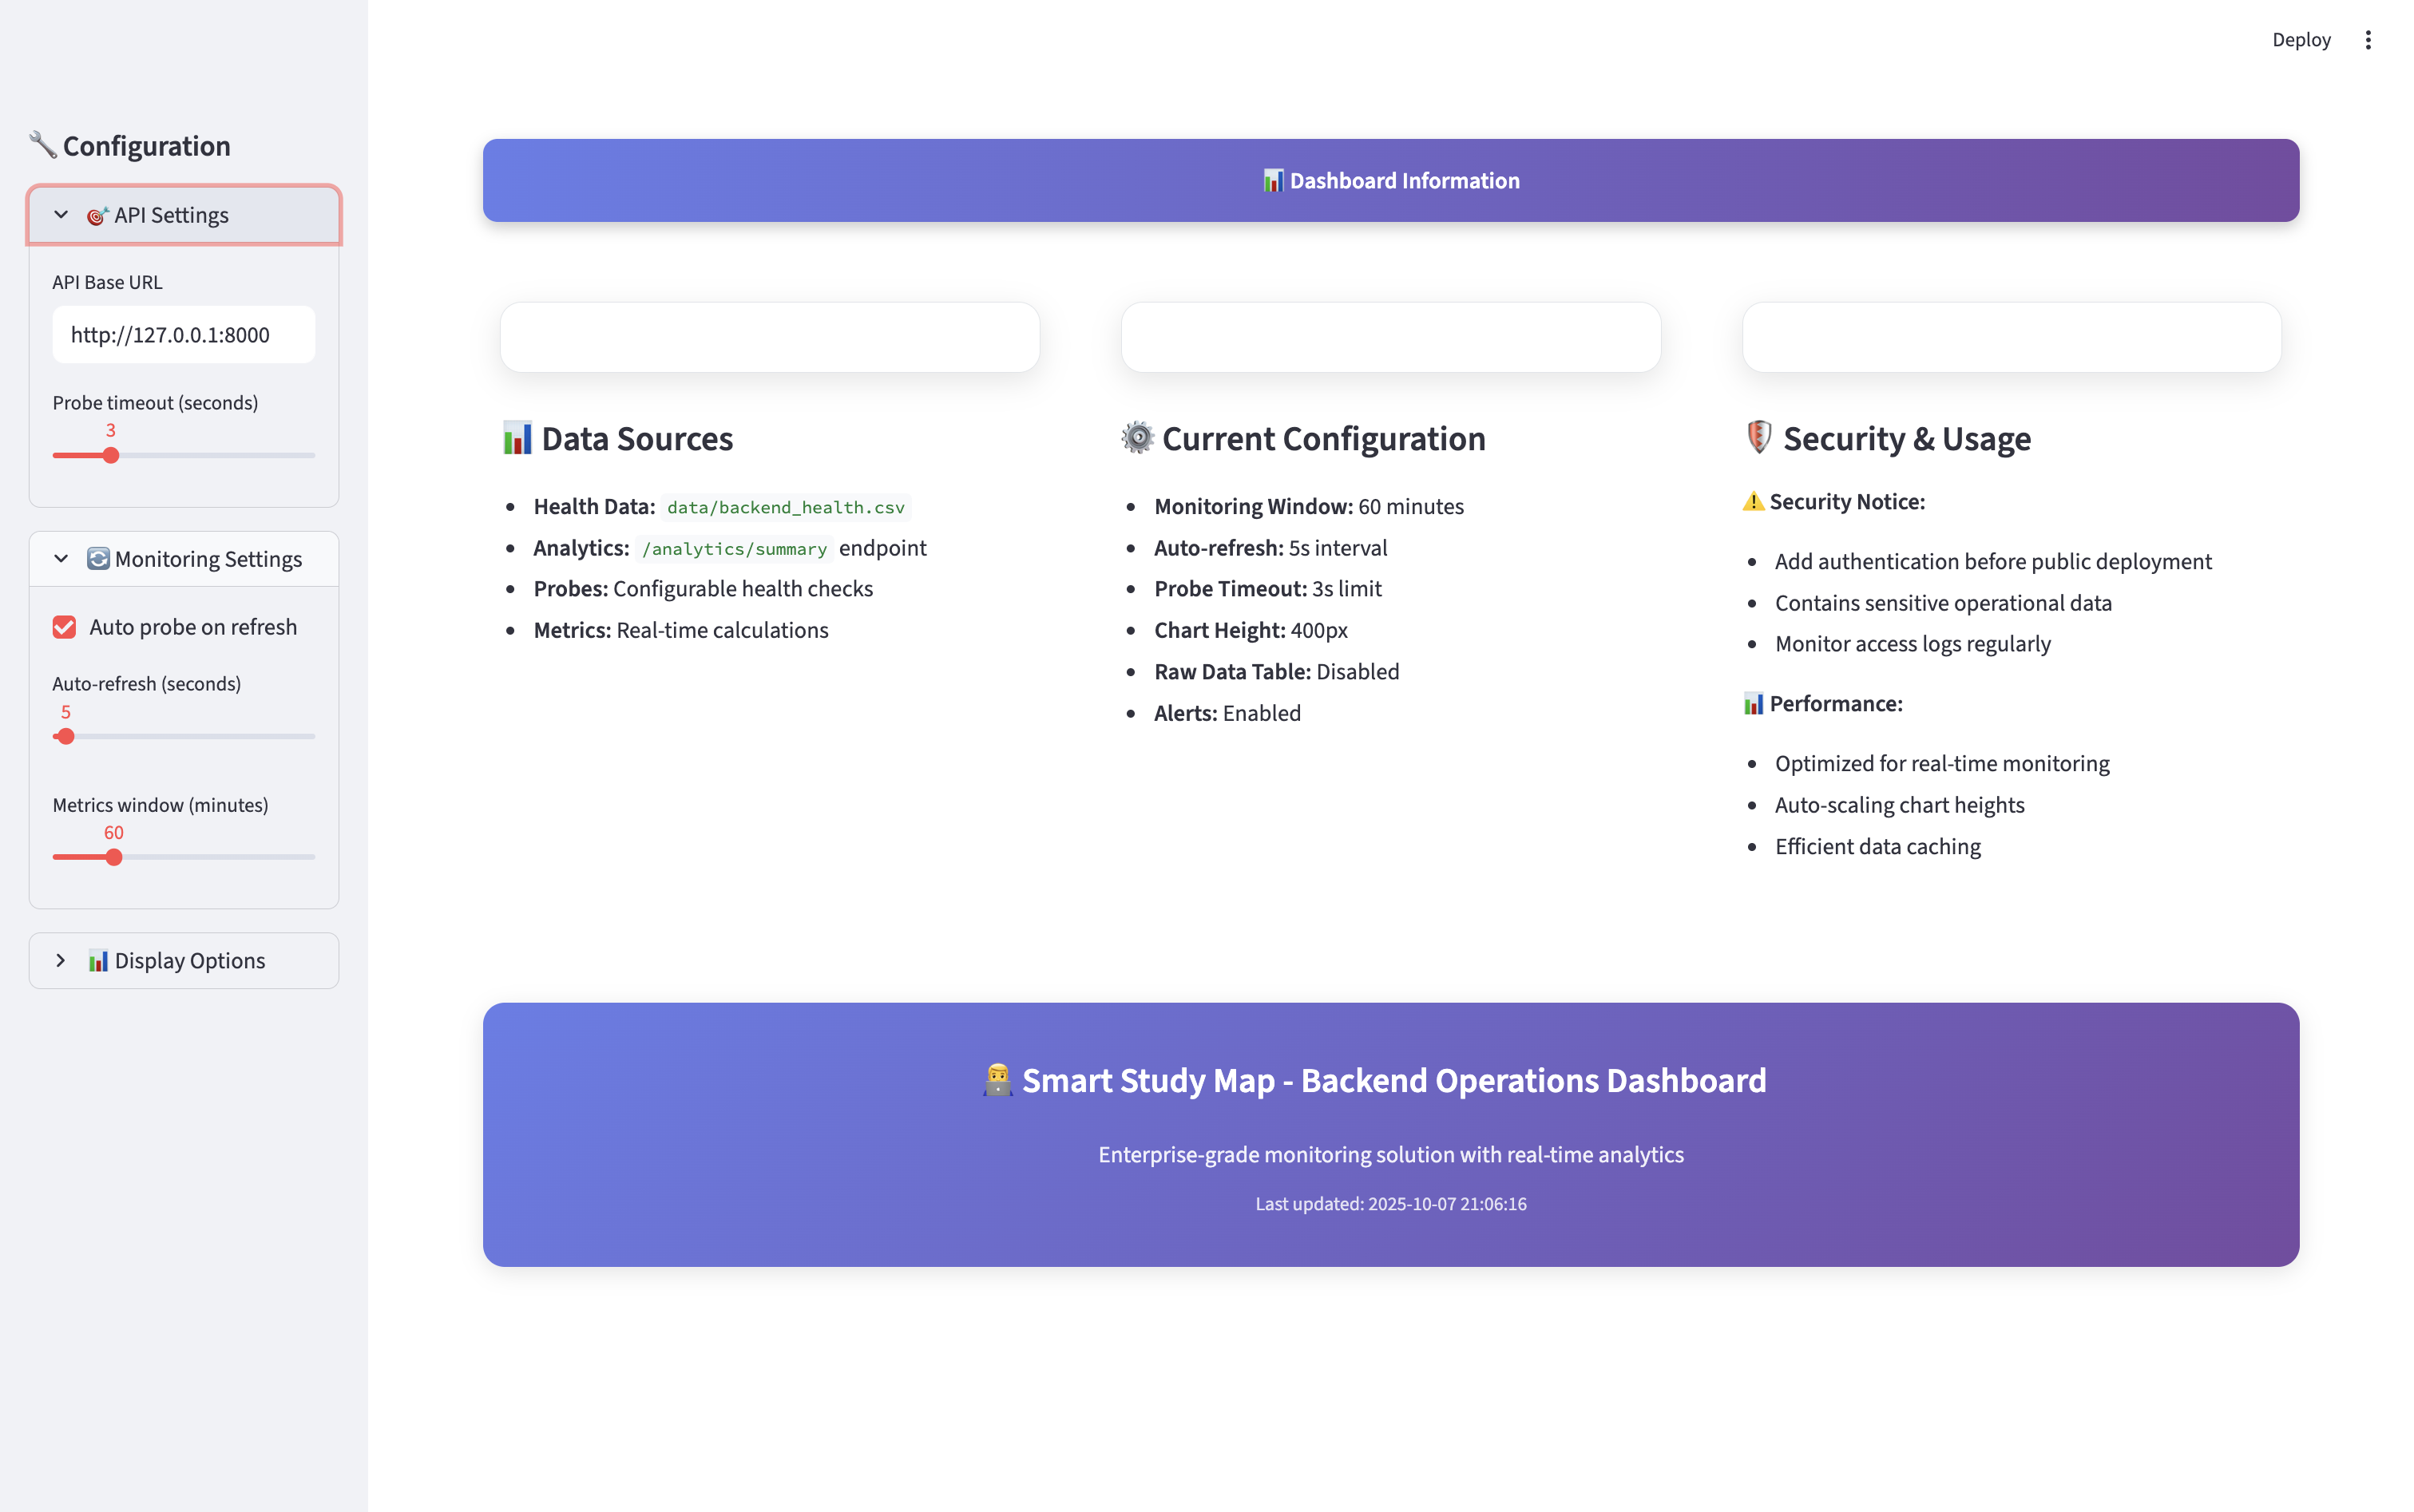 Deploy
Configuration
API Settings
API Base URL
http://127.0.0.1:8000
Probe timeout (seconds)
3
Monitoring Settings
Auto probe on refresh
Auto-refresh (seconds)
5
Metrics window (minutes)
60
Display Options
Dashboard Information
Data Sources
• Health Data: data/backend_health.csv
• Analytics: /analytics/summary endpoint
• Probes: Configurable health checks
• Metrics: Real-time calculations
Current Configuration
• Monitoring Window: 60 minutes
• Auto-refresh: 5s interval
• Probe Timeout: 3s limit
• Chart Height: 400px
• Raw Data Table: Disabled
• Alerts: Enabled
Security & Usage
Security Notice:
• Add authentication before public deployment
• Contains sensitive operational data
• Monitor access logs regularly
Performance:
• Optimized for real-time monitoring
• Auto-scaling chart heights
• Efficient data caching
Smart Study Map - Backend Operations Dashboard
Enterprise-grade monitoring solution with real-time analytics
Last updated: 2025-10-07 21:06:16